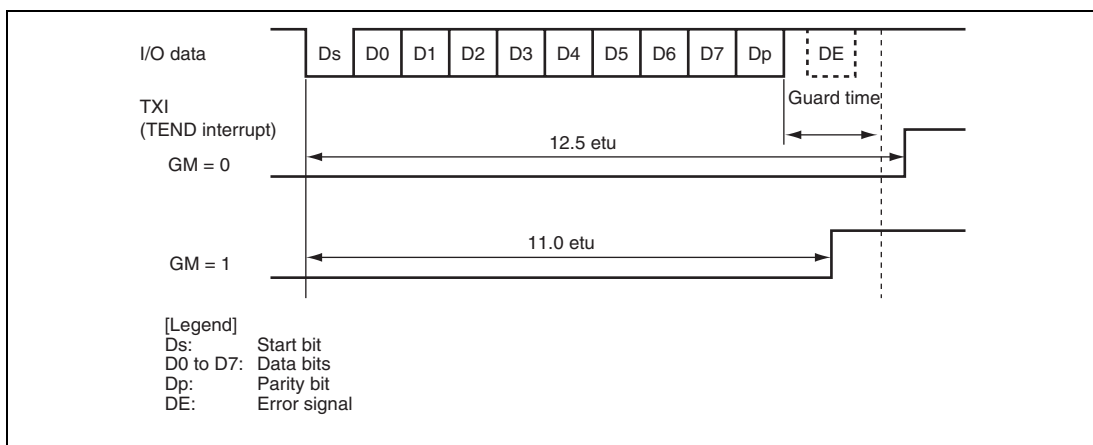 I/O data
Ds D0 D1 D2 D3 D4 D5 D6 D7 Dp DE
Guard time
TXI
(TEND interrupt)
12.5 etu
GM = 0
11.0 etu
GM = 1
[Legend]
Ds: Start bit
D0 to D7: Data bits
Dp: Parity bit
DE: Error signal